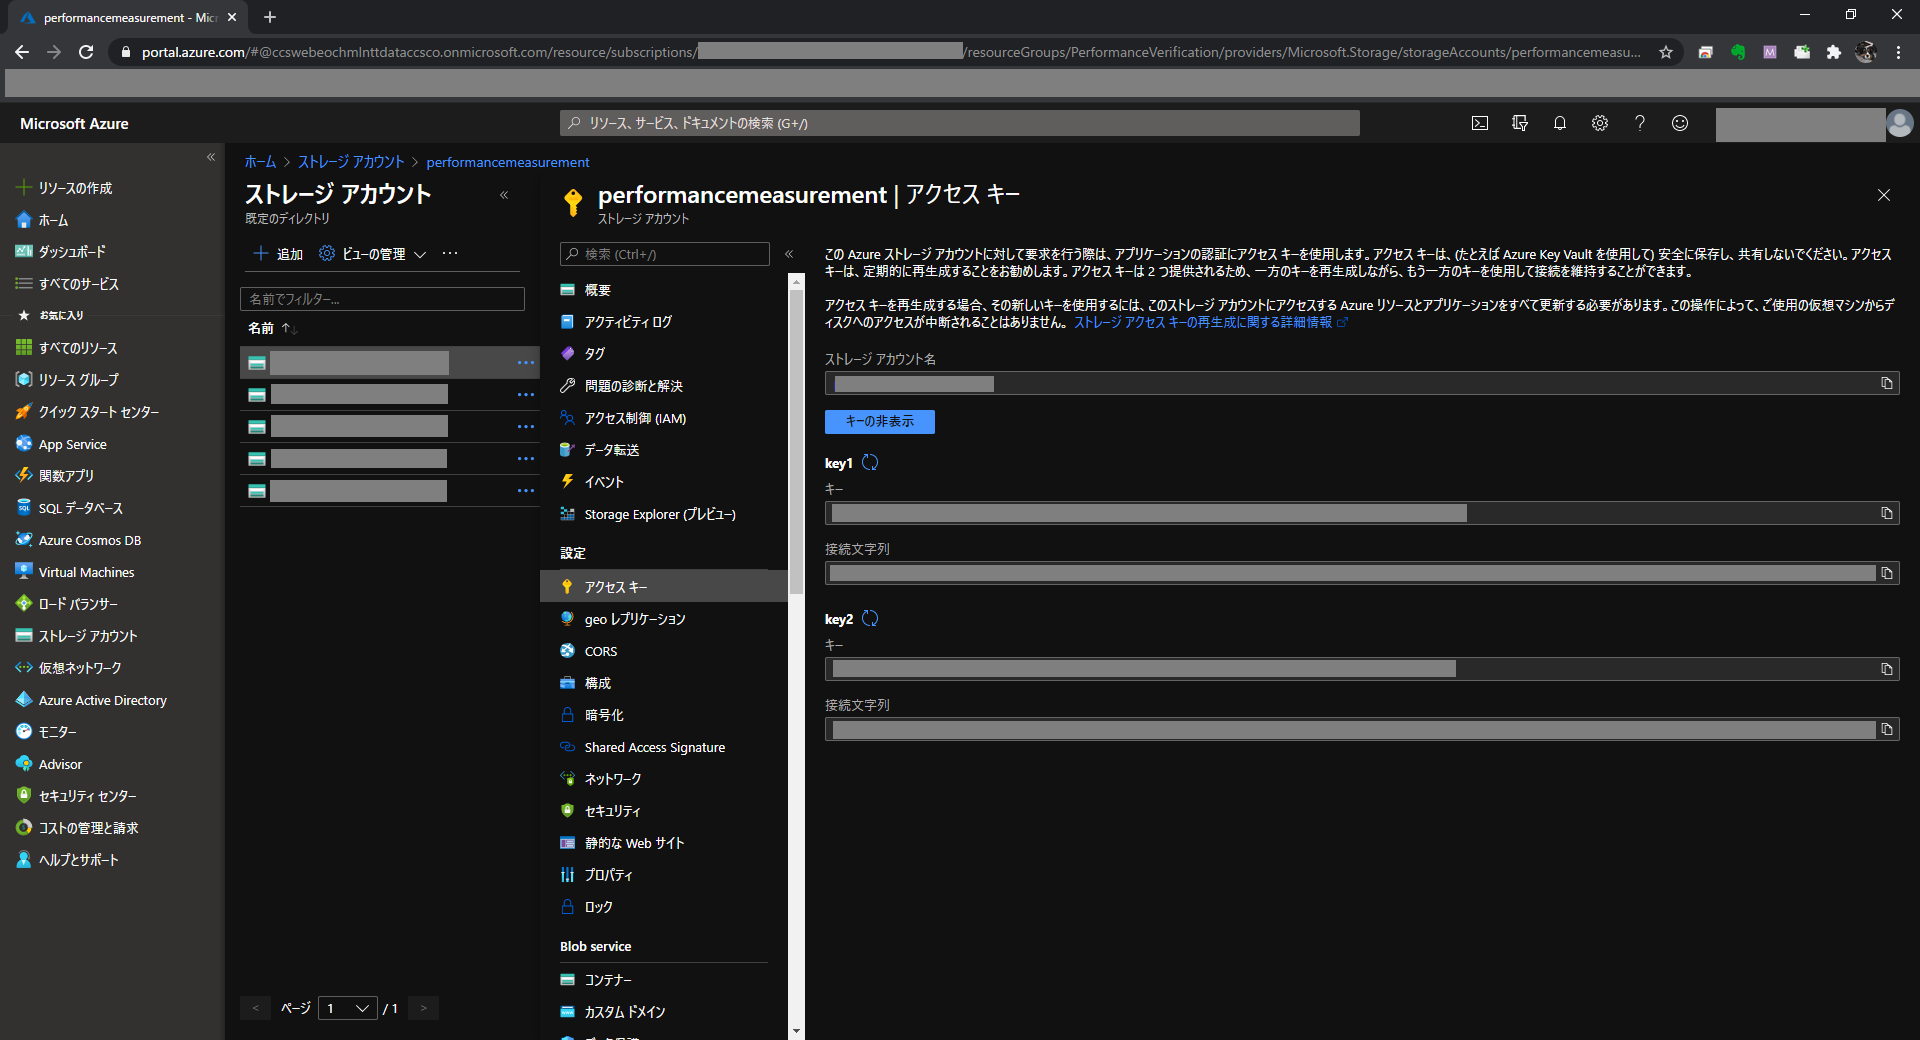 performancemeasurement - Micr
portal.azure.com/#@ccswebeochmlnttdataccsco.onmicrosoft.com/resource/subscriptions/
/resourceGroups/PerformanceVerification/providers/Microsoft.Storage/storageAccounts/performancemeasu...
Microsoft Azure
リソース、サービス、ドキュメントの検索 (G+/)
リソースの作成
ホーム
ダッシュボード
すべてのサービス
お気に入り
すべてのリソース
リソース グループ
クイック スタート センター
App Service
関数アプリ
SQL データベース
Azure Cosmos DB
Virtual Machines
ロード バランサー
ストレージ アカウント
仮想ネットワーク
Azure Active Directory
モニター
Advisor
セキュリティ センター
コストの管理と請求
ヘルプとサポート
ホーム > ストレージ アカウント > performancemeasurement
ストレージ アカウント
既定のディレクトリ
追加
ビューの管理
名前でフィルター...
名前
ページ 1 / 1
performancemeasurement | アクセス キー
ストレージ アカウント
検索 (Ctrl+/)
概要
アクティビティ ログ
タグ
問題の診断と解決
アクセス制御 (IAM)
データ転送
イベント
Storage Explorer (プレビュー)
設定
アクセス キー
geo レプリケーション
CORS
構成
暗号化
Shared Access Signature
ネットワーク
セキュリティ
静的な Web サイト
プロパティ
ロック
Blob service
コンテナー
カスタム ドメイン
この Azure ストレージ アカウントに対して要求を行う際は、アプリケーションの認証にアクセス キーを使用します。アクセス キーは、(たとえば Azure Key Vault を使用して) 安全に保存し、共有しないでください。アクセス
キーは、定期的に再生成することをお勧めします。アクセス キーは 2 つ提供されるため、一方のキーを再生成しながら、もう一方のキーを使用して接続を維持することができます。
アクセス キーを再生成する場合、その新しいキーを使用するには、このストレージ アカウントにアクセスする Azure リソースとアプリケーションをすべて更新する必要があります。この操作によって、ご使用の仮想マシンからデ
ィスクへのアクセスが中断されることはありません。 ストレージ アクセス キーの再生成に関する詳細情報
ストレージ アカウント名
キーの非表示
key1
キー
接続文字列
key2
キー
接続文字列